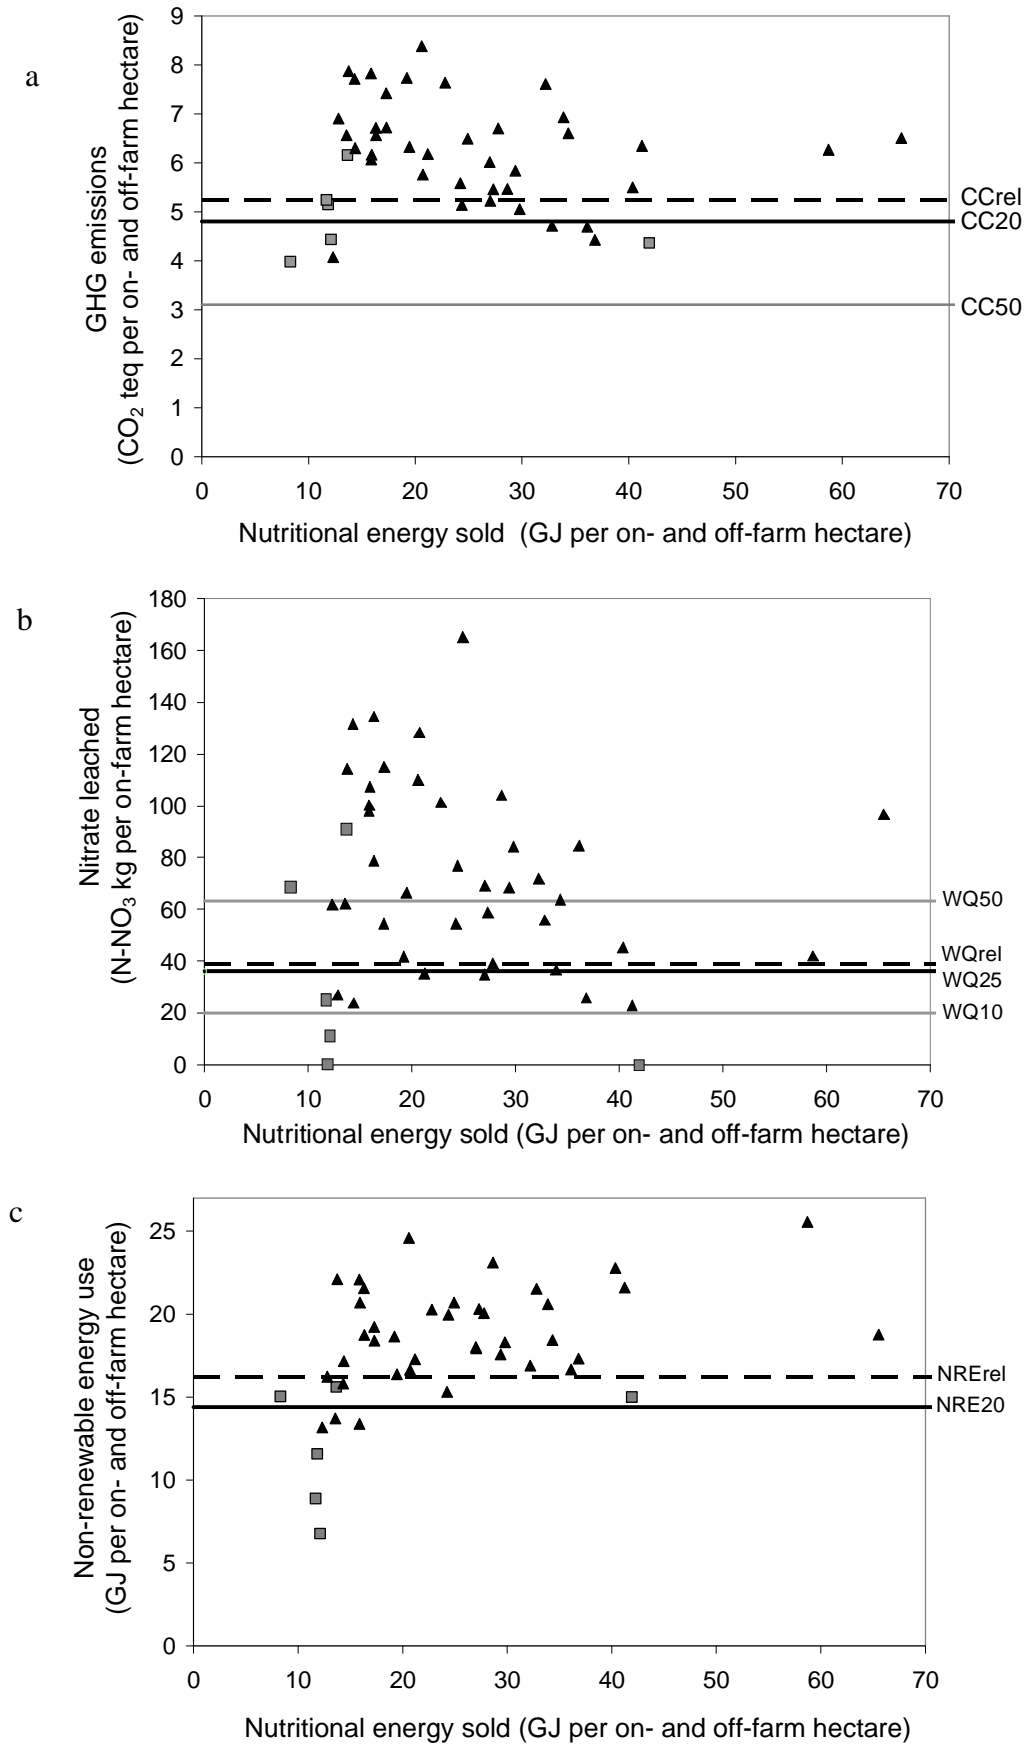 a
GHG emissions
(CO2 teq per on- and off-farm hectare)
9
8
7
6
5
4
3
2
1
0
CCrel
CC20
CC50
0 10 20 30 40 50 60 70
Nutritional energy sold (GJ per on- and off-farm hectare)
b
Nitrate leached
(N-NO3 kg per on-farm hectare)
180
160
140
120
100
80
60
40
20
0
WQ50
WQrel
WQ25
WQ10
0 10 20 30 40 50 60 70
Nutritional energy sold (GJ per on- and off-farm hectare)
c
Non-renewable energy use
(GJ per on- and off-farm hectare)
25
20
15
10
5
0
NRErel
NRE20
0 10 20 30 40 50 60 70
Nutritional energy sold (GJ per on- and off-farm hectare)